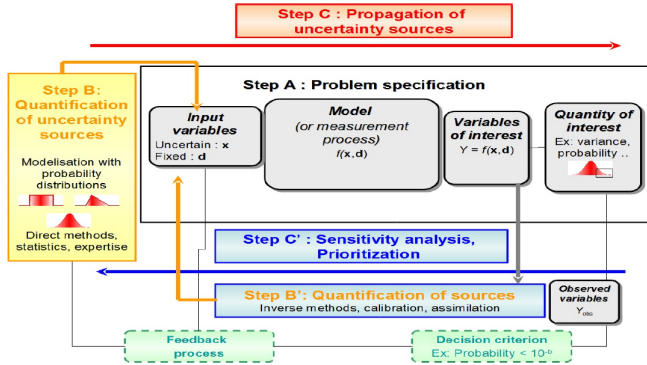 Step C : Propagation of
uncertainty sources
Step B:
Quantification
of uncertainty
sources
Modelisation with
probability
distributions
Direct methods,
statistics, expertise
Step A : Problem specification
Input
variables
Uncertain : x
Fixed : d
Model
(or measurement
process)
f(x,d)
Variables
of interest
Y = f(x,d)
Quantity of
interest
Ex: variance,
probability ..
Step C' : Sensitivity analysis,
Prioritization
Step B': Quantification of sources
Inverse methods, calibration, assimilation
Observed
variables
Yobs
Feedback
process
Decision criterion
Ex: Probability < 10